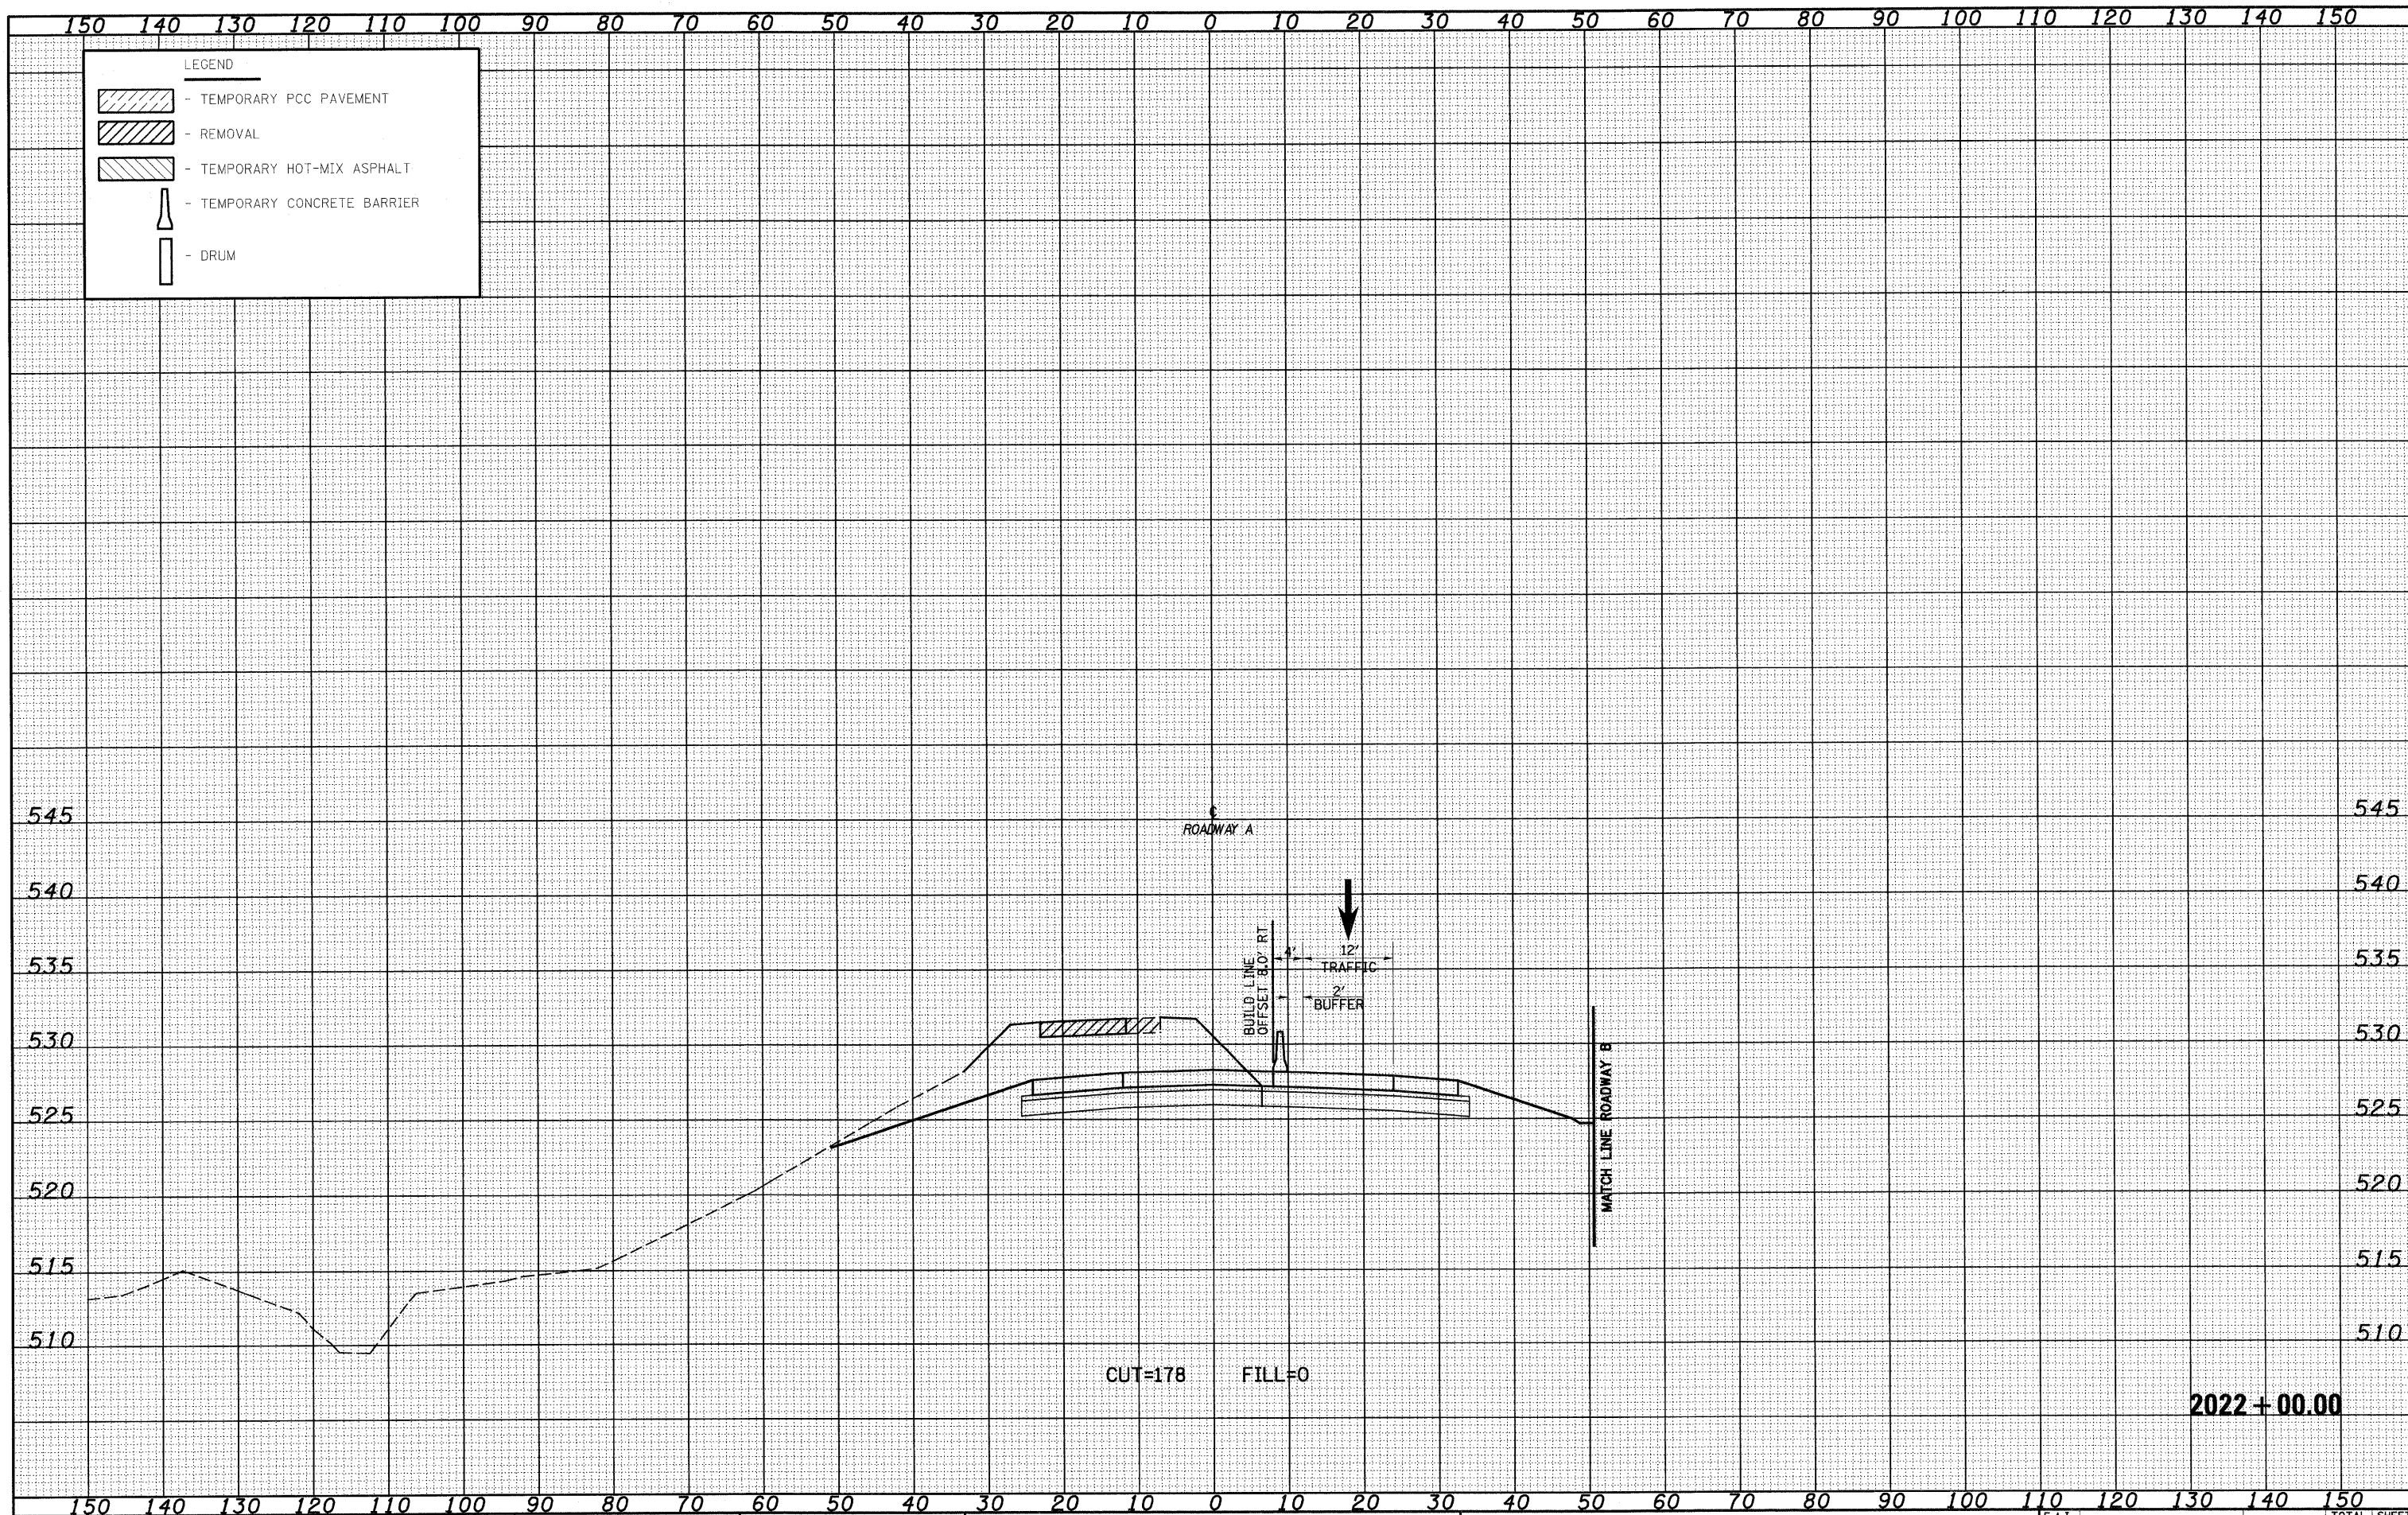 150 140 130 120 110 100 90 80 70 60 50 40 30 20 10 0 10 20 30 40 50 60 70 80 90 100 110 120 130 140 150
LEGEND
- TEMPORARY PCC PAVEMENT
- REMOVAL
- TEMPORARY HOT-MIX ASPHALT
- TEMPORARY CONCRETE BARRIER
- DRUM
545 545
℄
ROADWAY A
540 540
BUILD LINE
OFFSET 8.0' RT
4' 12'
TRAFFIC
535 535
2'
BUFFER
530 530
MATCH LINE ROADWAY B
525 525
520 520
515 515
510 510
CUT=178 FILL=0
2022+00.00
150 140 130 120 110 100 90 80 70 60 50 40 30 20 10 0 10 20 30 40 50 60 70 80 90 100 110 120 130 140 150
TOTAL